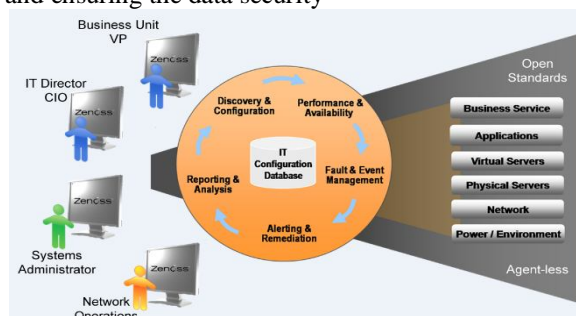 and ensuring the data security
Business Unit
VP
Zenoss
IT Director
CIO
Zenoss
Zenoss
Systems
Administrator
Zenoss
Network
Operations
Discovery &
Configuration
Performance &
Availability
IT
Configuration
Database
Reporting &
Analysis
Fault & Event
Management
Alerting &
Remediation
Open
Standards
Business Service
Applications
Virtual Servers
Physical Servers
Network
Power / Environment
Agent-less